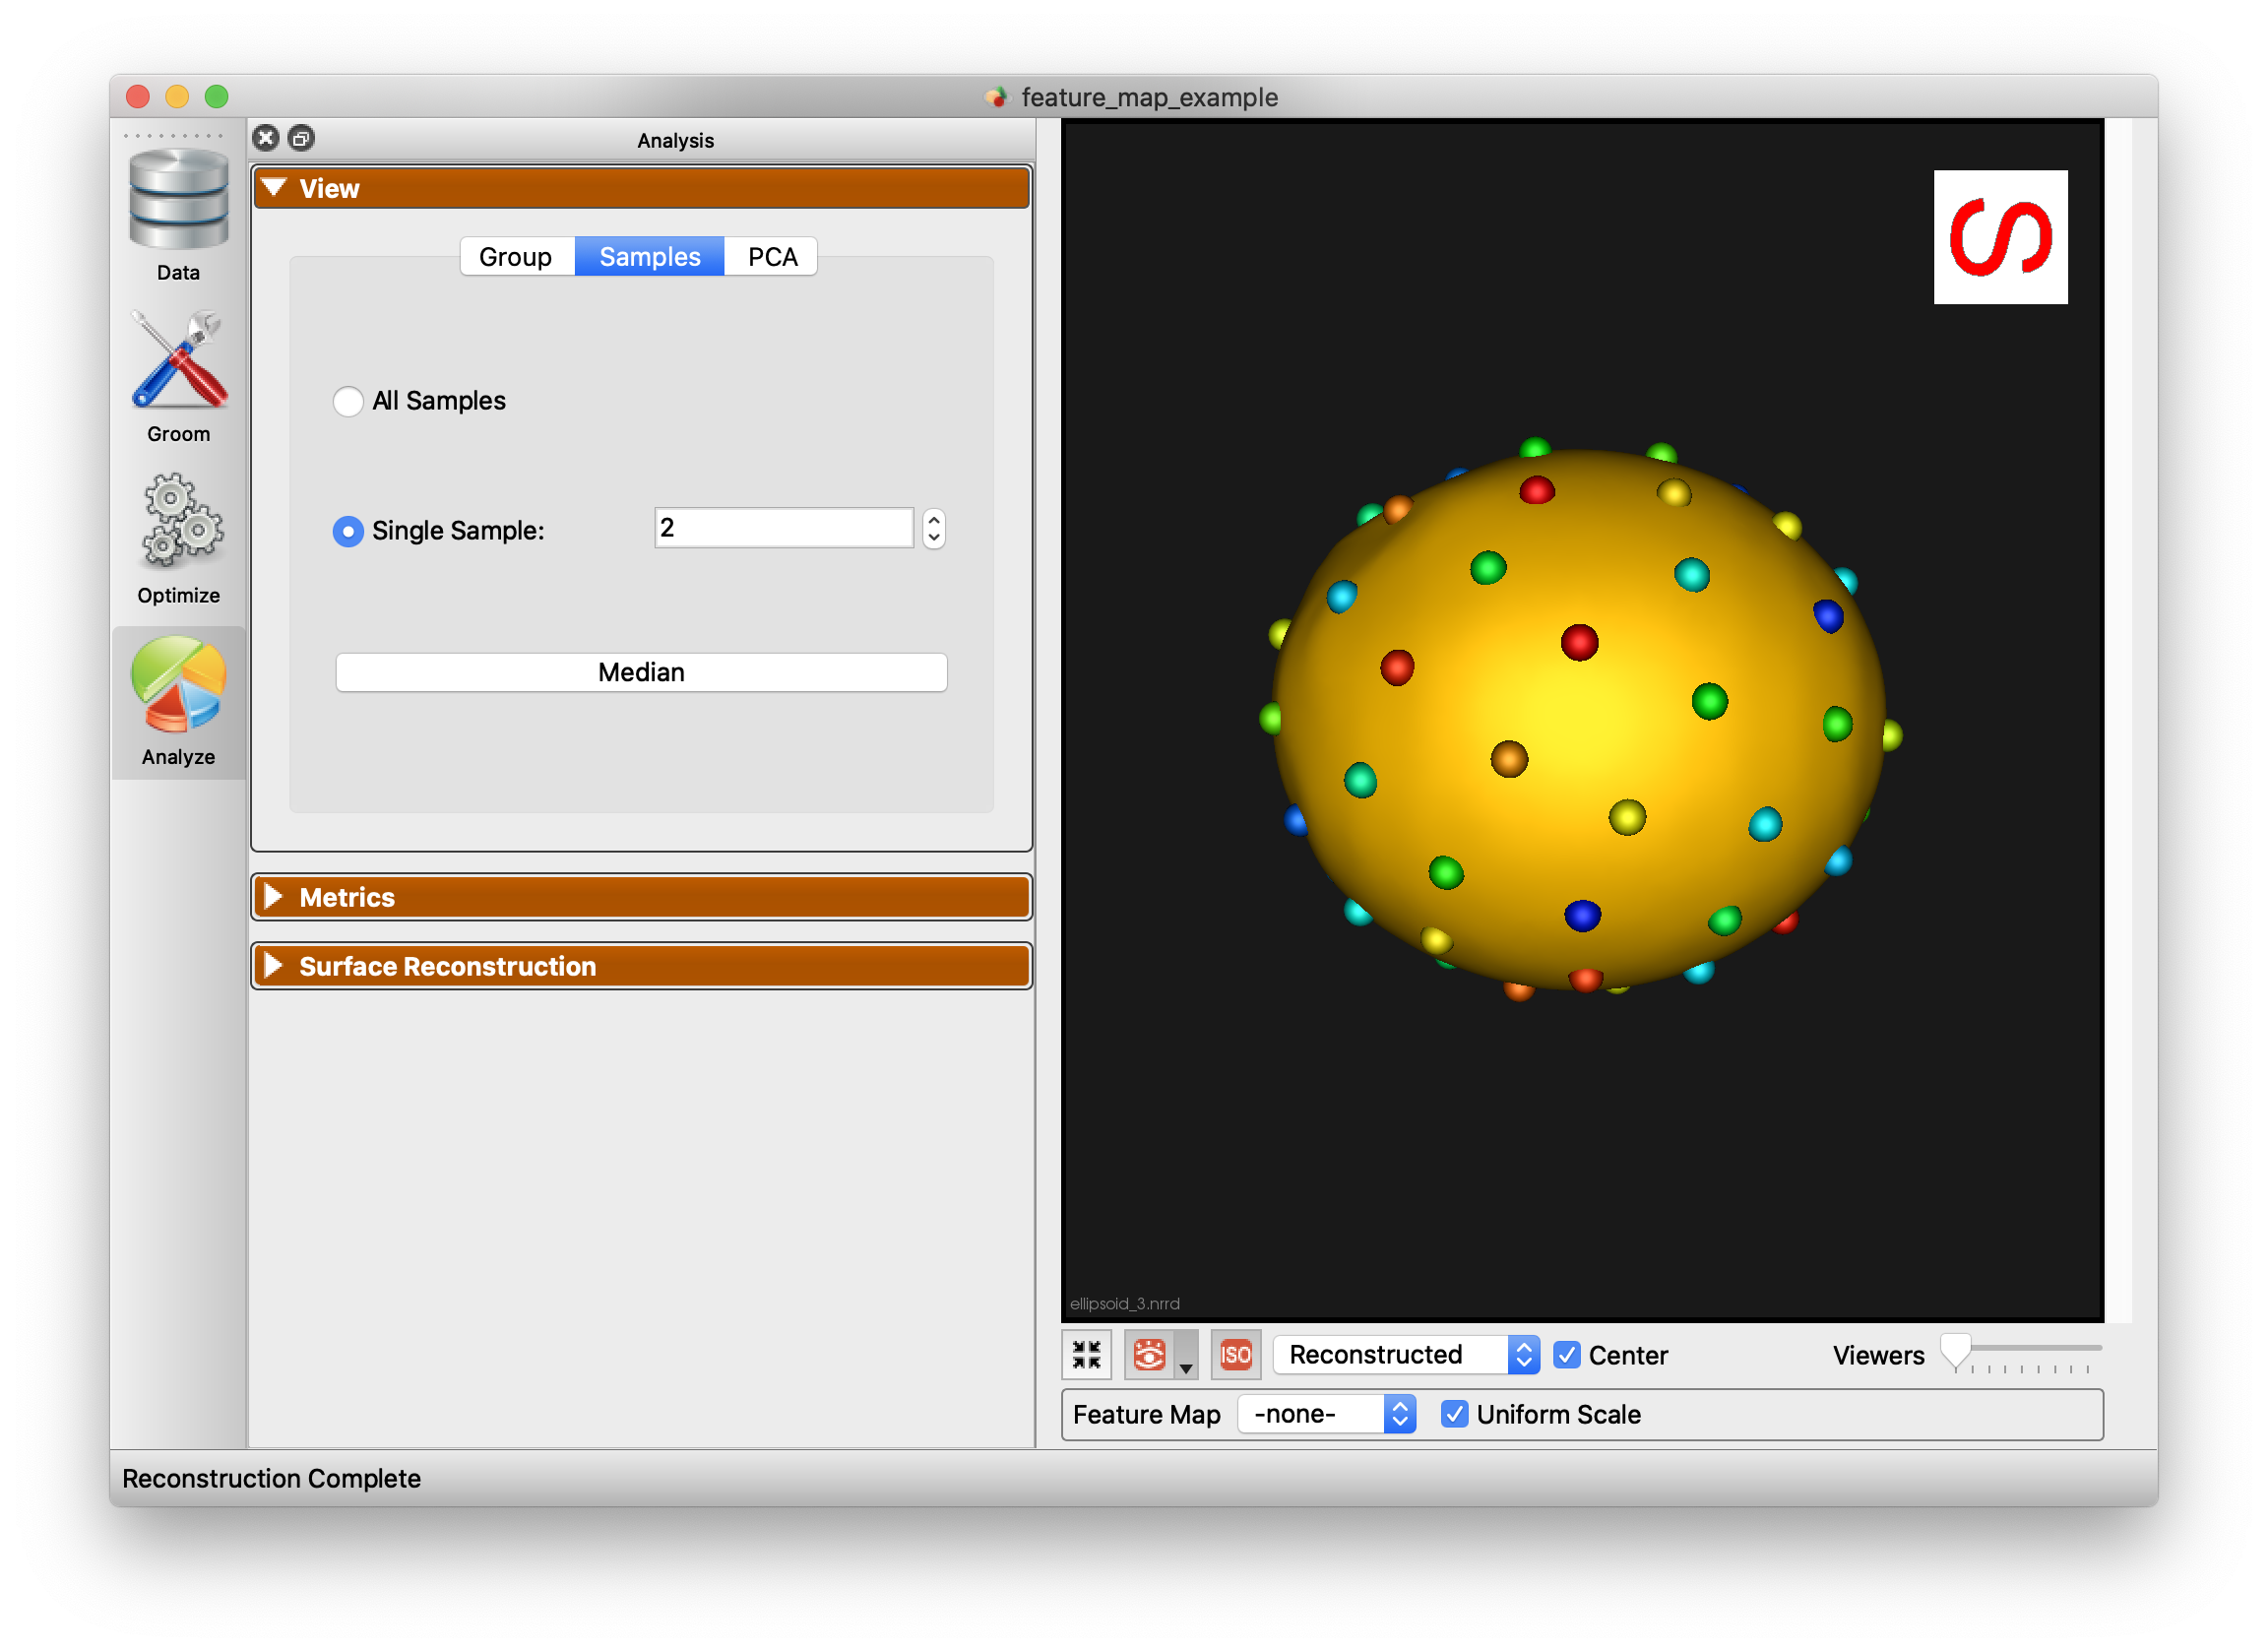 feature_map_example
Data
Groom
Optimize
Analyze
Analysis
View
Group Samples PCA
All Samples
Single Sample: 2
Median
Metrics
Surface Reconstruction
S
ellipsoid_3.nrrd
ISO Reconstructed Center Viewers
Feature Map -none- Uniform Scale
Reconstruction Complete